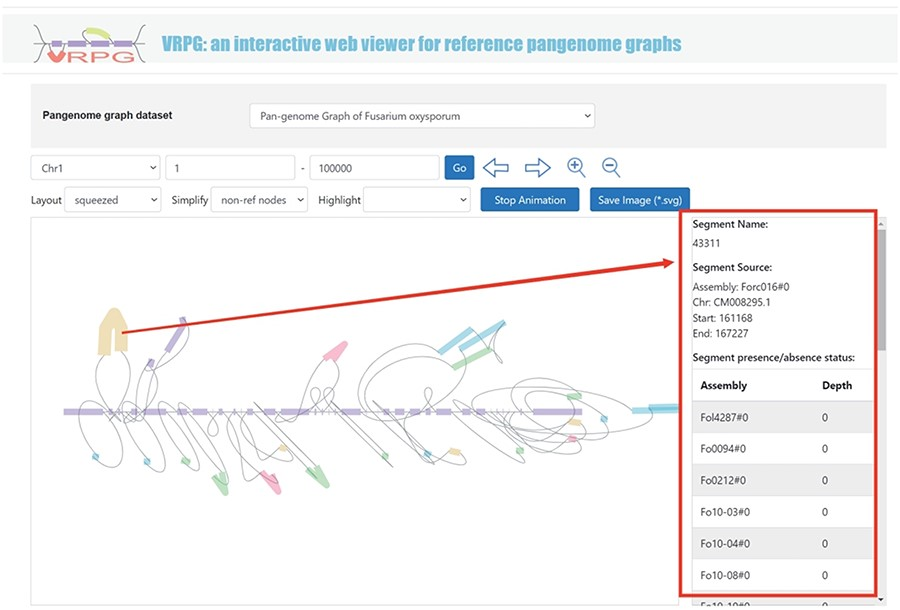 VRPG
VRPG: an interactive web viewer for reference pangenome graphs
Pangenome graph dataset
Pan-genome Graph of Fusarium oxysporum
Chr1 1 - 100000 Go
Layout squeezed Simplify non-ref nodes Highlight Stop Animation Save Image (*.svg)
Segment Name:
43311
Segment Source:
Assembly: Forc016#0
Chr: CM008295.1
Start: 161168
End: 167227
Segment presence/absence status:
Assembly Depth
Fol4287#0 0
Fo0094#0 0
Fo0212#0 0
Fo10-03#0 0
Fo10-04#0 0
Fo10-08#0 0